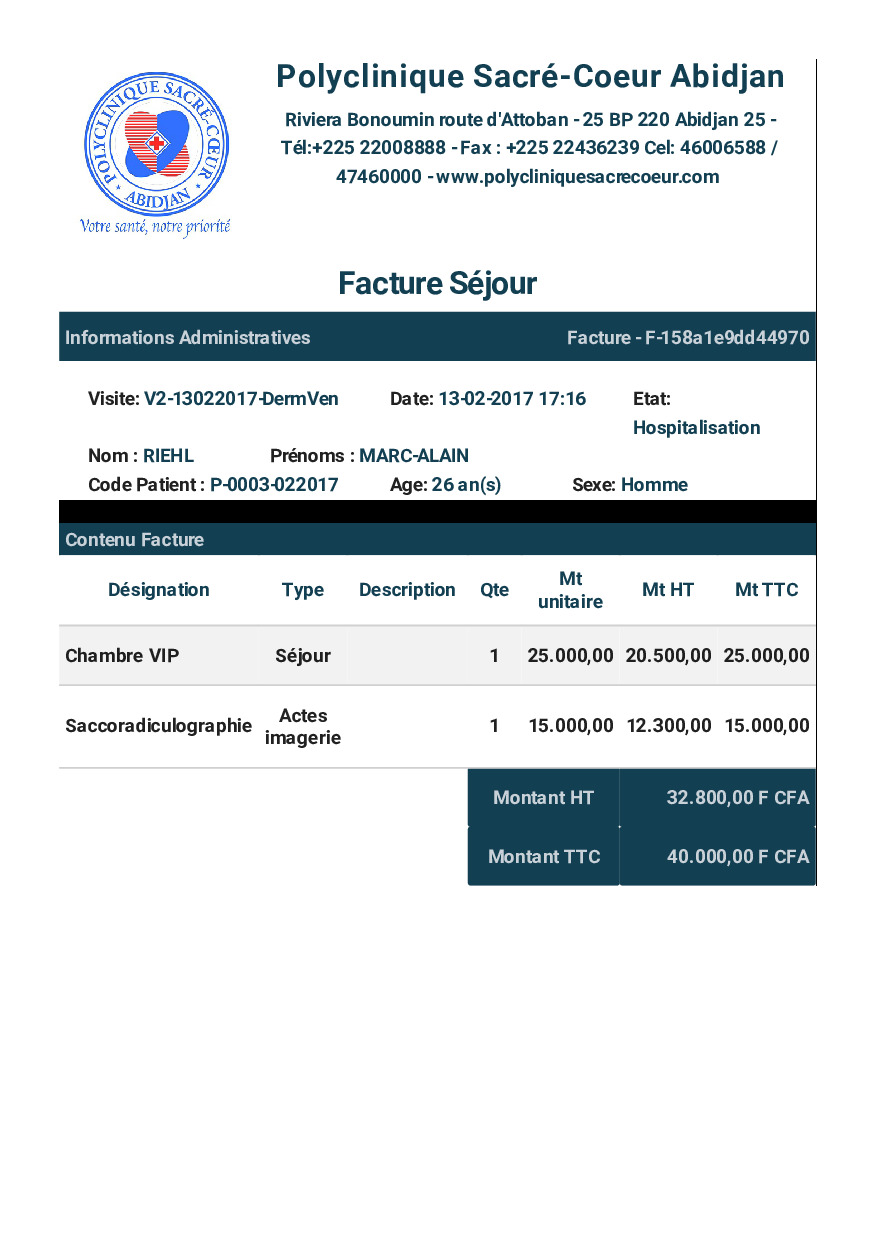 POLYCLINIQUE SACRÉ-CŒUR
* ABIDJAN *
Votre santé, notre priorité
Polyclinique Sacré-Coeur Abidjan
Riviera Bonoumin route d'Attoban - 25 BP 220 Abidjan 25 -
Tél:+225 22008888 - Fax : +225 22436239 Cel: 46006588 /
47460000 - www.polycliniquesacrecoeur.com
Facture Séjour
Informations Administratives Facture - F-158a1e9dd44970
Visite: V2-13022017-DermVen Date: 13-02-2017 17:16 Etat:
Hospitalisation
Nom : RIEHL Prénoms : MARC-ALAIN
Code Patient : P-0003-022017 Age: 26 an(s) Sexe: Homme
Contenu Facture
Désignation Type Description Qte Mt unitaire Mt HT Mt TTC
Chambre VIP Séjour 1 25.000,00 20.500,00 25.000,00
Saccoradiculographie Actes imagerie 1 15.000,00 12.300,00 15.000,00
Montant HT 32.800,00 F CFA
Montant TTC 40.000,00 F CFA